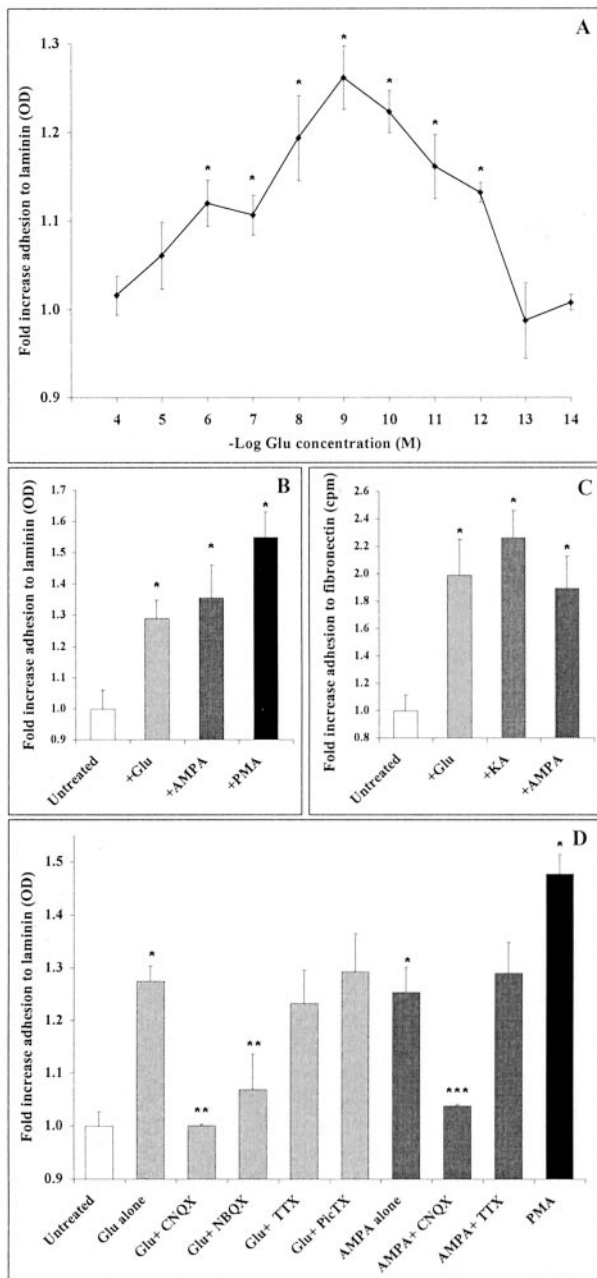 A
Fold increase adhesion to laminin (OD)
1.3
1.2
1.1
1.0
0.9
* * * * * * *
4 5 6 7 8 9 10 11 12 13 14
-Log Glu concentration (M)
B
Fold increase adhesion to laminin (OD)
1.7
1.6
1.5
1.4
1.3
1.2
1.1
1.0
0.9
* * *
Untreated
+Glu
+AMPA
+PMA
C
Fold increase adhesion to fibronectin (cpm)
2.6
2.4
2.2
2.0
1.8
1.6
1.4
1.2
1.0
0.8
* * *
Untreated
+Glu
+KA
+AMPA
D
Fold increase adhesion to laminin (OD)
1.5
1.4
1.3
1.2
1.1
1.0
0.9
* ** ** * *** *
Untreated
Glu alone
Glu+ CNQX
Glu+ NBQX
Glu+ TTX
Glu+ PicTX
AMPA alone
AMPA+ CNQX
AMPA+ TTX
PMA